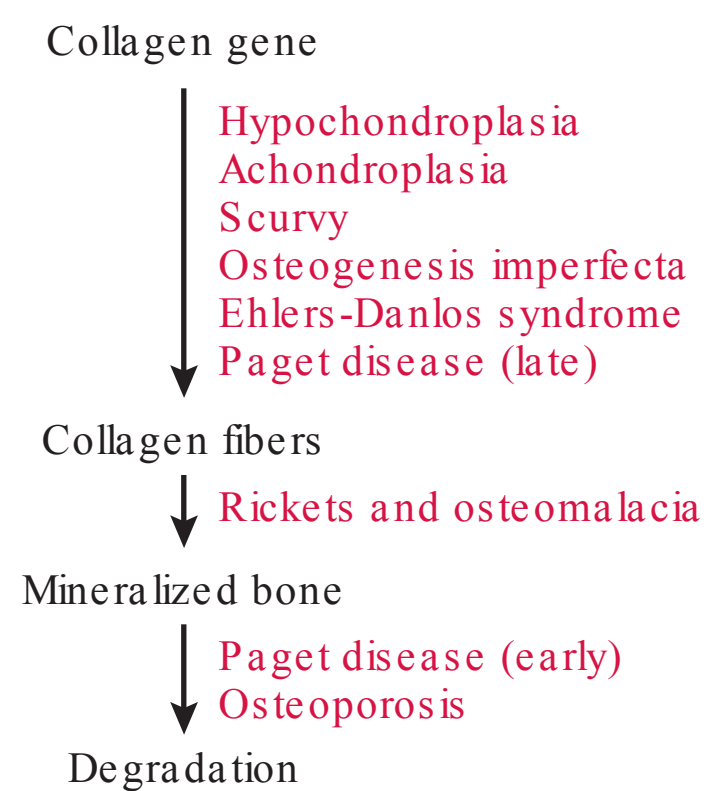 Collagen gene
Hypochondroplasia
Achondroplasia
Scurvy
Osteogenesis imperfecta
Ehlers-Danlos syndrome
Paget disease (late)
Collagen fibers
Rickets and osteomalacia
Mineralized bone
Paget disease (early)
Osteoporosis
Degradation